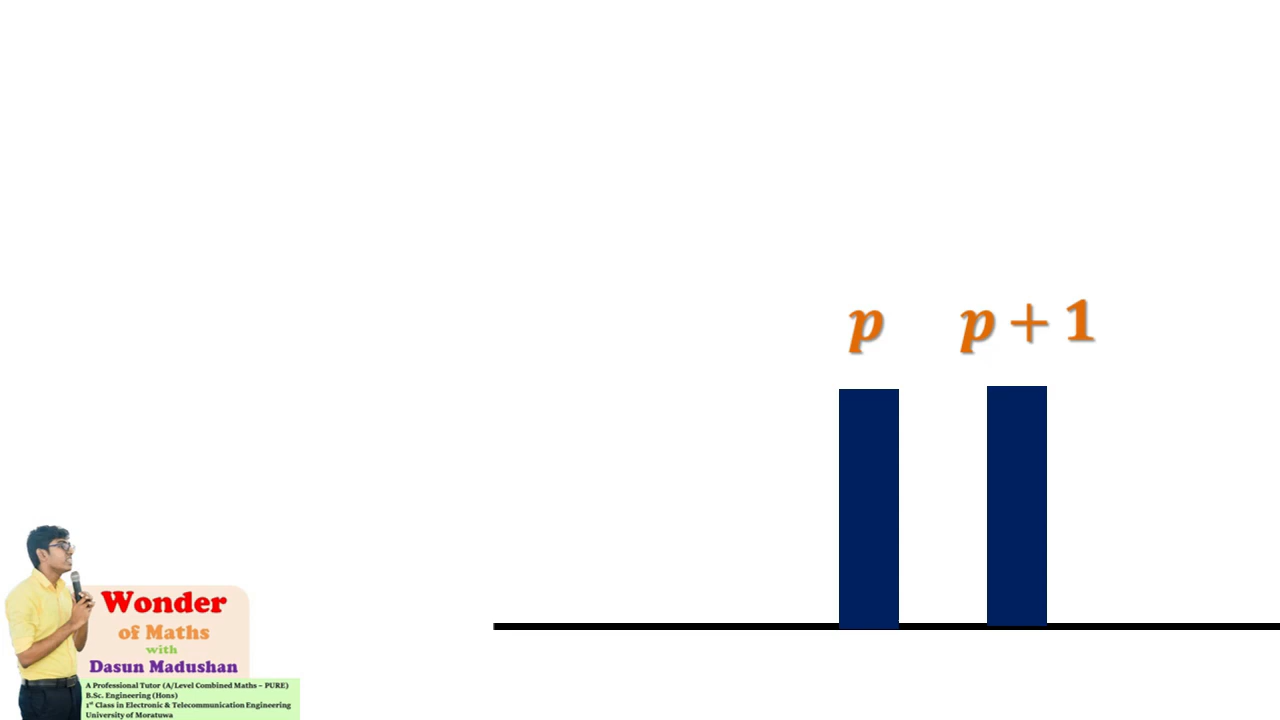 p p + 1
Wonder
of Maths
with
Dasun Madushan
A Professional Tutor (A/Level Combined Maths – PURE)
B.Sc. Engineering (Hons)
1st Class in Electronic & Telecommunication Engineering
University of Moratuwa